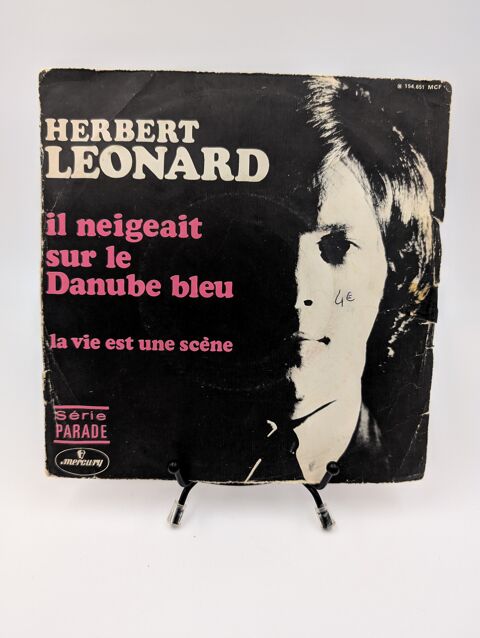 ® 154.651 MCF
HERBERT
LEONARD
il neigeait
sur le
Danube bleu
4€
la vie est une scène
Série
PARADE
mercury